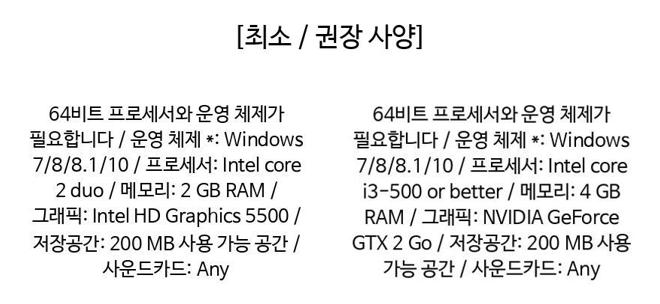 [최소 / 권장 사양]
64비트 프로세서와 운영 체제가
필요합니다 / 운영 체제 *: Windows
7/8/8.1/10 / 프로세서: Intel core
2 duo / 메모리: 2 GB RAM /
그래픽: Intel HD Graphics 5500 /
저장공간: 200 MB 사용 가능 공간 /
사운드카드: Any
64비트 프로세서와 운영 체제가
필요합니다 / 운영 체제 *: Windows
7/8/8.1/10 / 프로세서: Intel core
i3-500 or better / 메모리: 4 GB
RAM / 그래픽: NVIDIA GeForce
GTX 2 Go / 저장공간: 200 MB 사용
가능 공간 / 사운드카드: Any